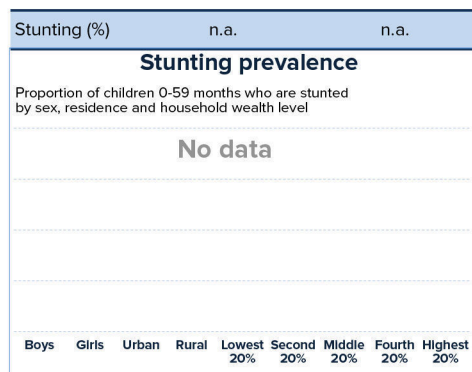 Stunting (%) n.a. n.a.
Stunting prevalence
Proportion of children 0-59 months who are stunted
by sex, residence and household wealth level
No data
Boys Girls Urban Rural Lowest Second Middle Fourth Highest
20% 20% 20% 20% 20%